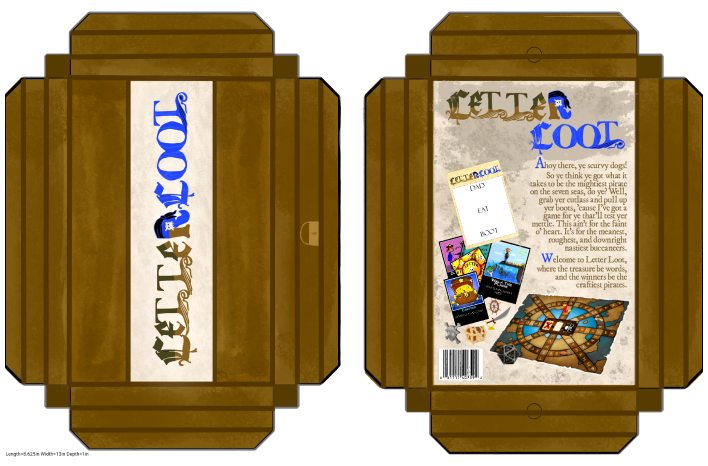 LETTER LOOT
LETTER
LOOT
Ahoy there, ye scurvy dogs!
So ye think ye got what it
takes to be the mightiest pirate
on the seven seas, do ye? Well,
grab yer cutlass and pull up
yer boots, 'cause I've got a
game for ye that'll test yer
mettle. This ain't for the faint
o' heart. It's for the meanest,
roughest, and downright
nastiest buccaneers.
Welcome to Letter Loot,
where the treasure be words,
and the winners be the
craftiest pirates.
LETTER LOOT
DAD
EAT
BOOT
Length=8.625in Width=13in Depth=1in